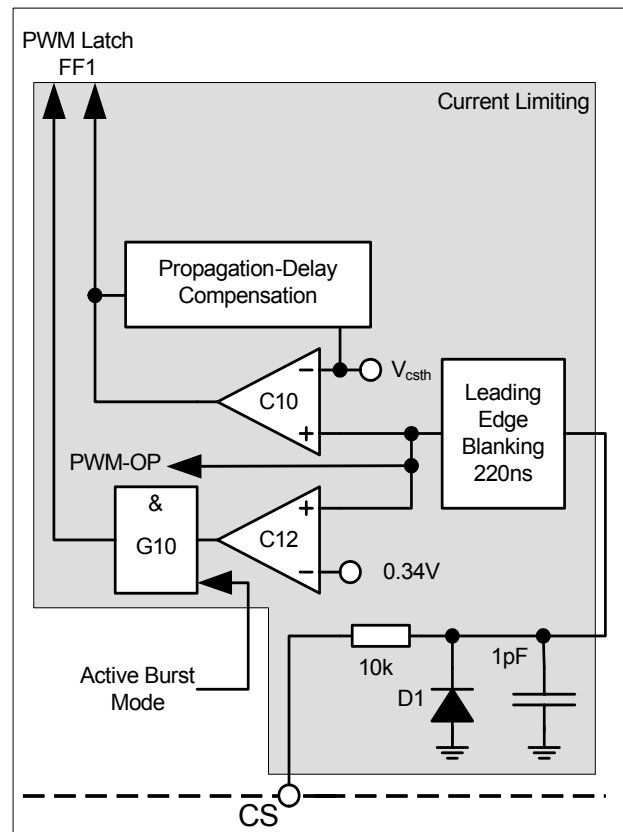 PWM Latch
FF1
Current Limiting
Propagation-Delay
Compensation
−
Vcsth
C10
+
Leading
Edge
Blanking
220ns
PWM-OP
&
G10
+
C12
−
0.34V
10k
1pF
D1
Active Burst
Mode
CS